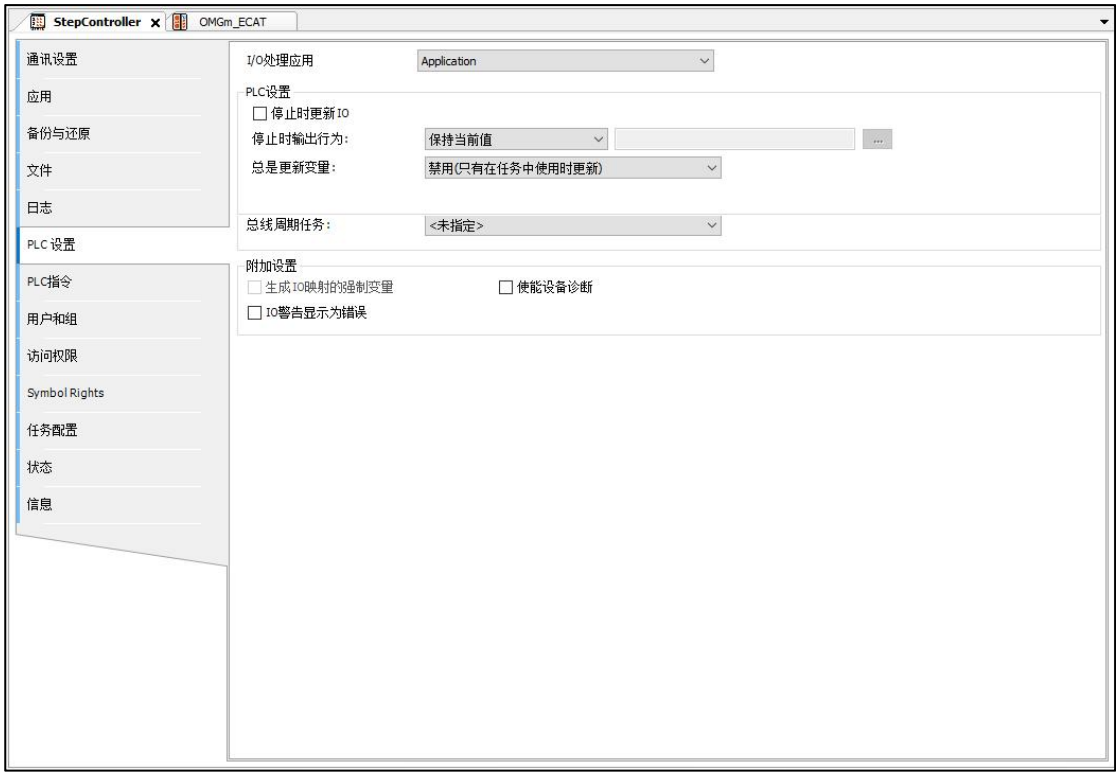 StepController x OMGm_ECAT
通讯设置
应用
备份与还原
文件
日志
PLC 设置
PLC指令
用户和组
访问权限
Symbol Rights
任务配置
状态
信息
I/O处理应用 Application
PLC设置
停止时更新IO
停止时输出行为: 保持当前值 ...
总是更新变量: 禁用(只有在任务中使用时更新)
总线周期任务: <未指定>
附加设置
生成IO映射的强制变量 使能设备诊断
IO警告显示为错误